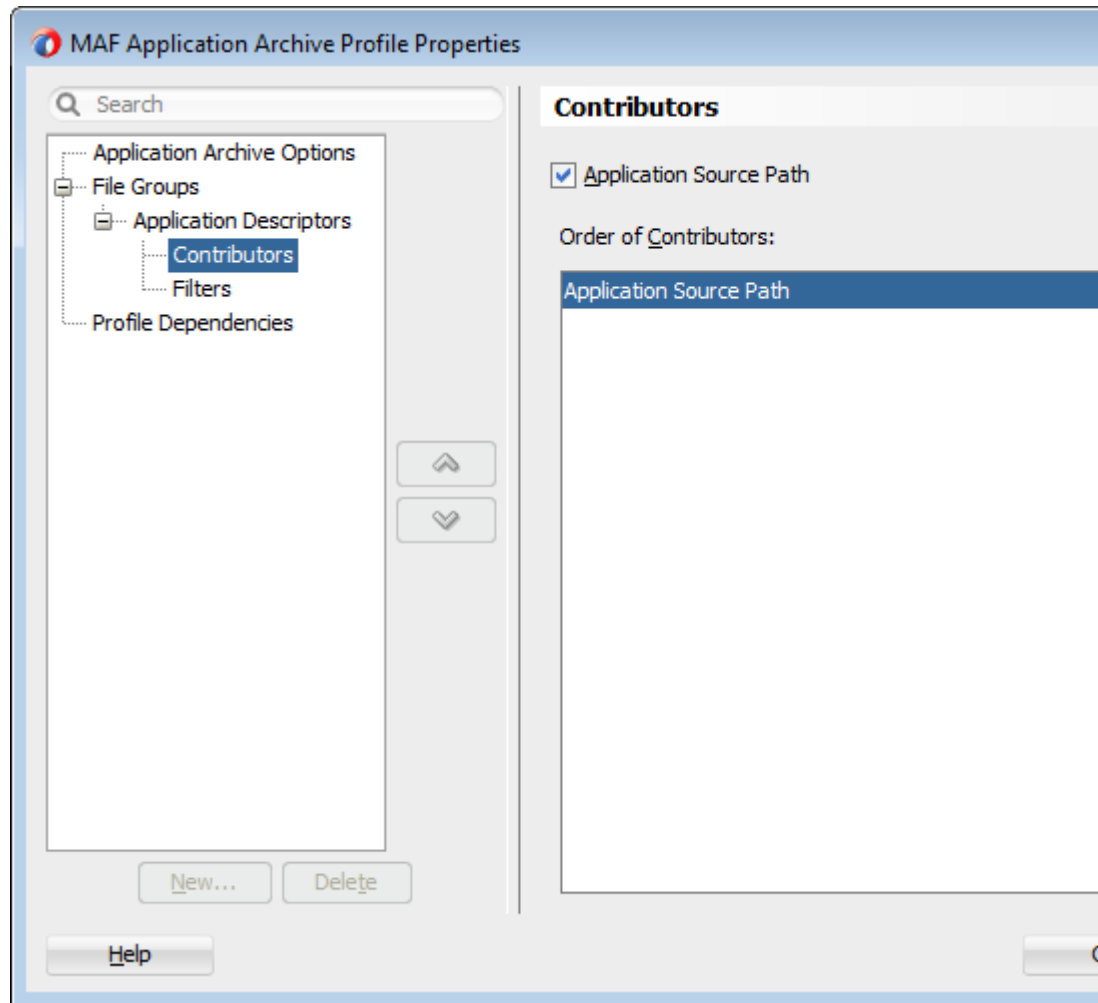 MAF Application Archive Profile Properties
Search
Application Archive Options
File Groups
Application Descriptors
Contributors
Filters
Profile Dependencies
New...
Delete
Help
Contributors
Application Source Path
Order of Contributors:
Application Source Path